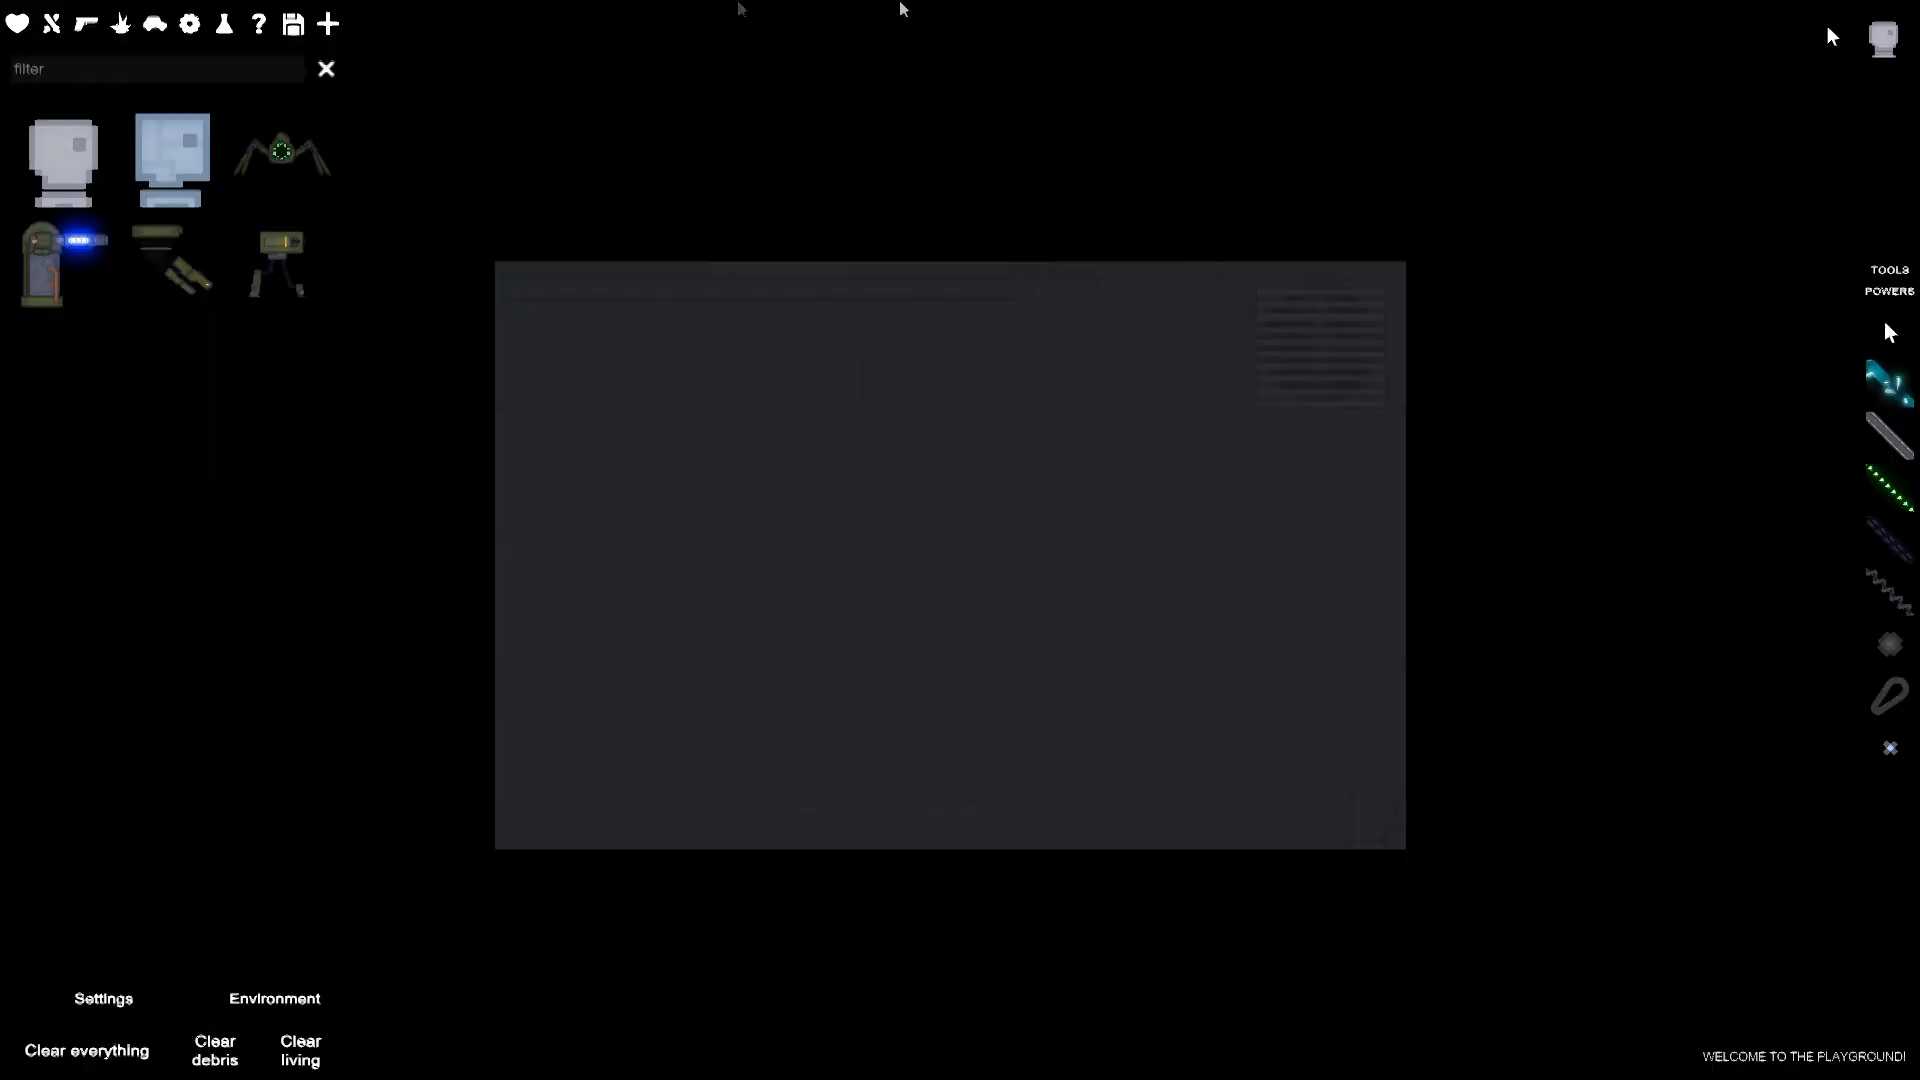 filter
TOOLS
POWERS
Settings
Environment
Clear everything
Clear
debris
Clear
living
WELCOME TO THE PLAYGROUND!